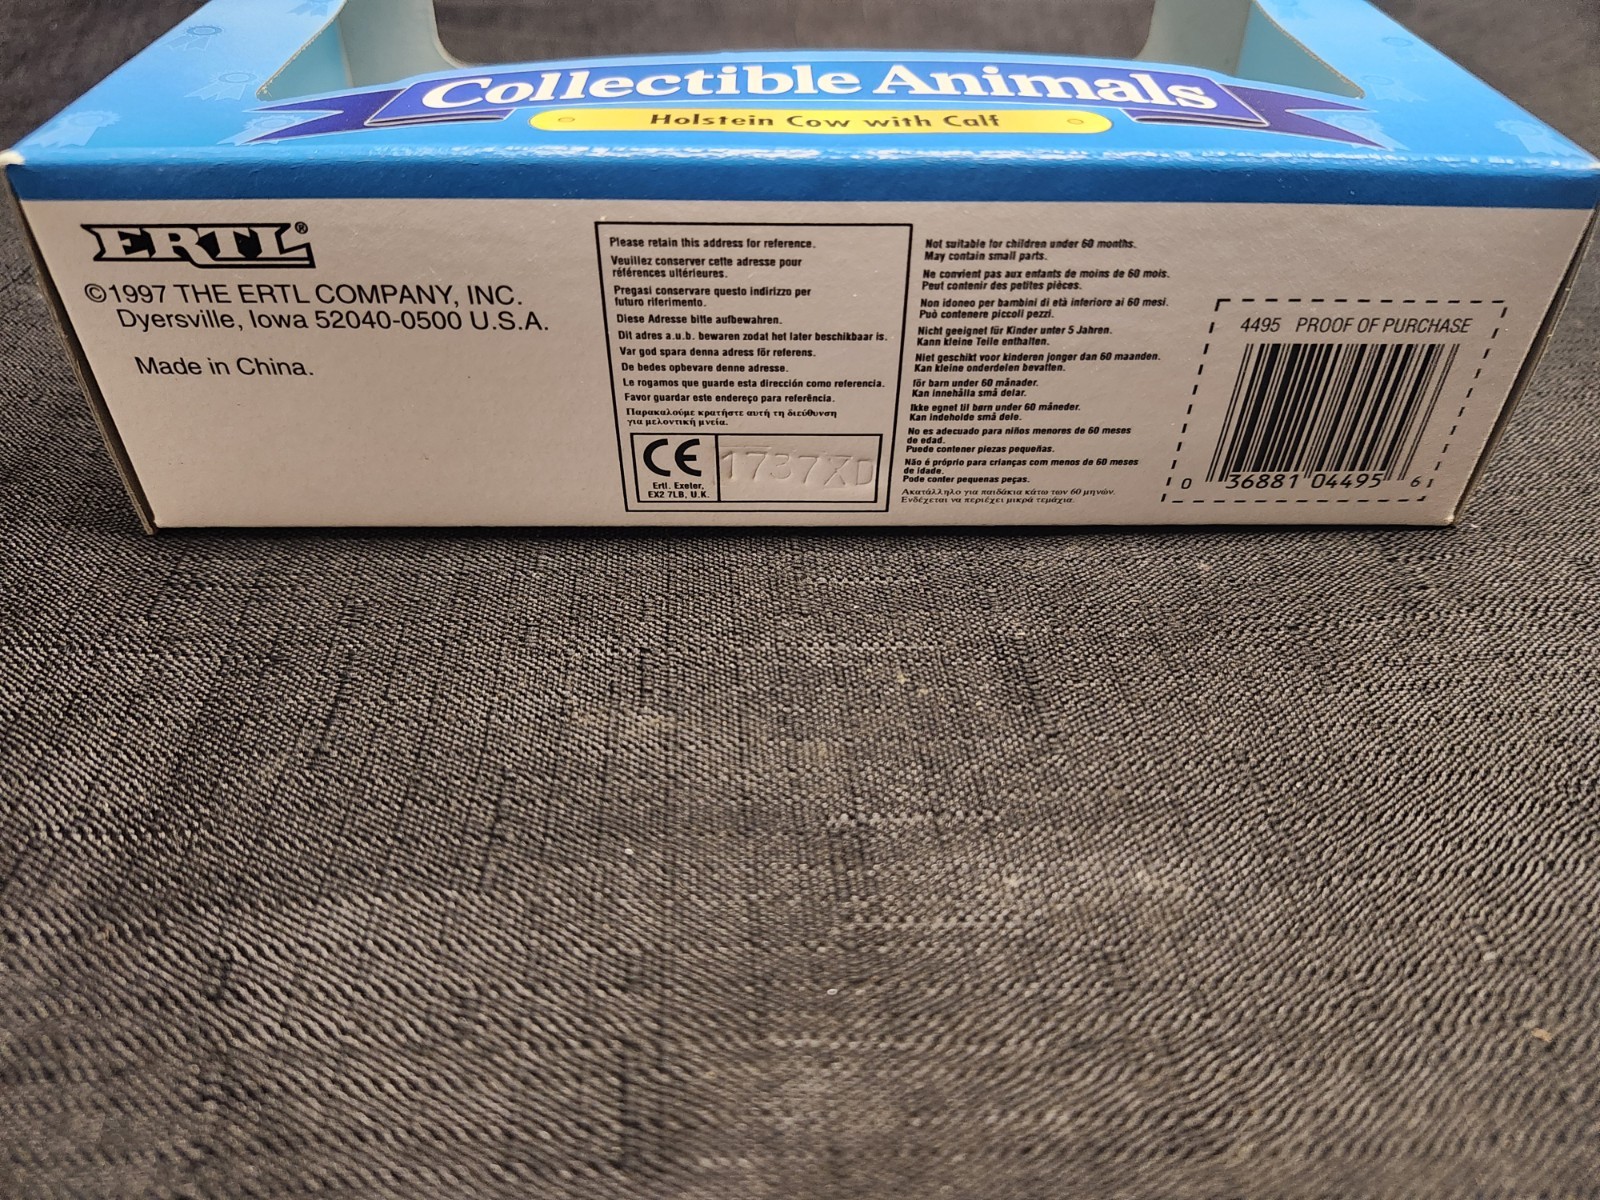 Collectible Animals
Holstein Cow with Calf
ERTL®
©1997 THE ERTL COMPANY, INC.
Dyersville, Iowa 52040-0500 U.S.A.
Made in China.
Please retain this address for reference.
Veuillez conserver cette adresse pour
références ultérieures.
Pregasi conservare questo indirizzo per
futuro riferimento.
Diese Adresse bitte aufbewahren.
Dit adres a.u.b. bewaren zodat het later beschikbaar is.
Var god spara denna adress för referens.
De bedes opbevare denne adresse.
Le rogamos que guarde esta dirección como referencia.
Favor guardar este endereço para referência.
Παρακαλούμε κρατήστε αυτή τη διεύθυνση
για μελοντική μνεία.
CE
Ertl. Exeter,
EX2 7LB, U.K.
1737XD
Not suitable for children under 60 months.
May contain small parts.
Ne convient pas aux enfants de moins de 60 mois.
Peut contenir des petites pièces.
Non idoneo per bambini di età inferiore ai 60 mesi.
Può contenere piccoli pezzi.
Nicht geeignet für Kinder unter 5 Jahren.
Kann kleine Teile enthalten.
Niet geschikt voor kinderen jonger dan 60 maanden.
Kan kleine onderdelen bevatten.
för barn under 60 månader.
Kan innehålla små delar.
Ikke egnet til børn under 60 måneder.
Kan indeholde små dele.
No es adecuado para niños menores de 60 meses
de edad.
Puede contener piezas pequeñas.
Não é próprio para crianças com menos de 60 meses
de idade.
Pode conter pequenas peças.
Ακατάλληλο για παιδάκια κάτω των 60 μηνών.
Ενδέχεται να περιέχει μικρά τεμάχια.
4495 PROOF OF PURCHASE
0 36881 04495 6